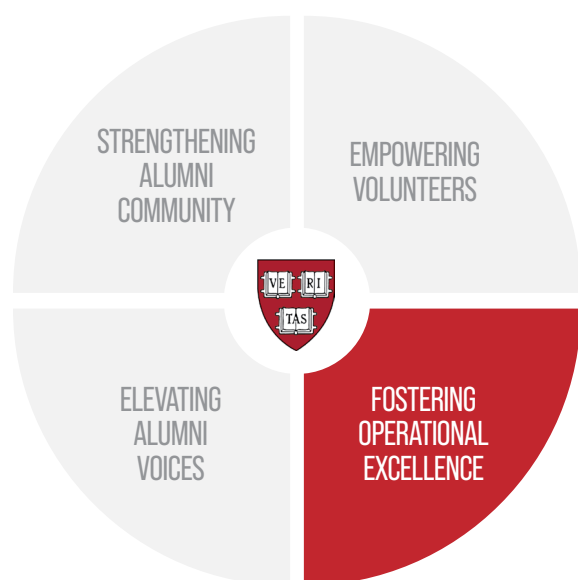 STRENGTHENING
ALUMNI
COMMUNITY
EMPOWERING
VOLUNTEERS
VE RI
TAS
ELEVATING
ALUMNI
VOICES
FOSTERING
OPERATIONAL
EXCELLENCE